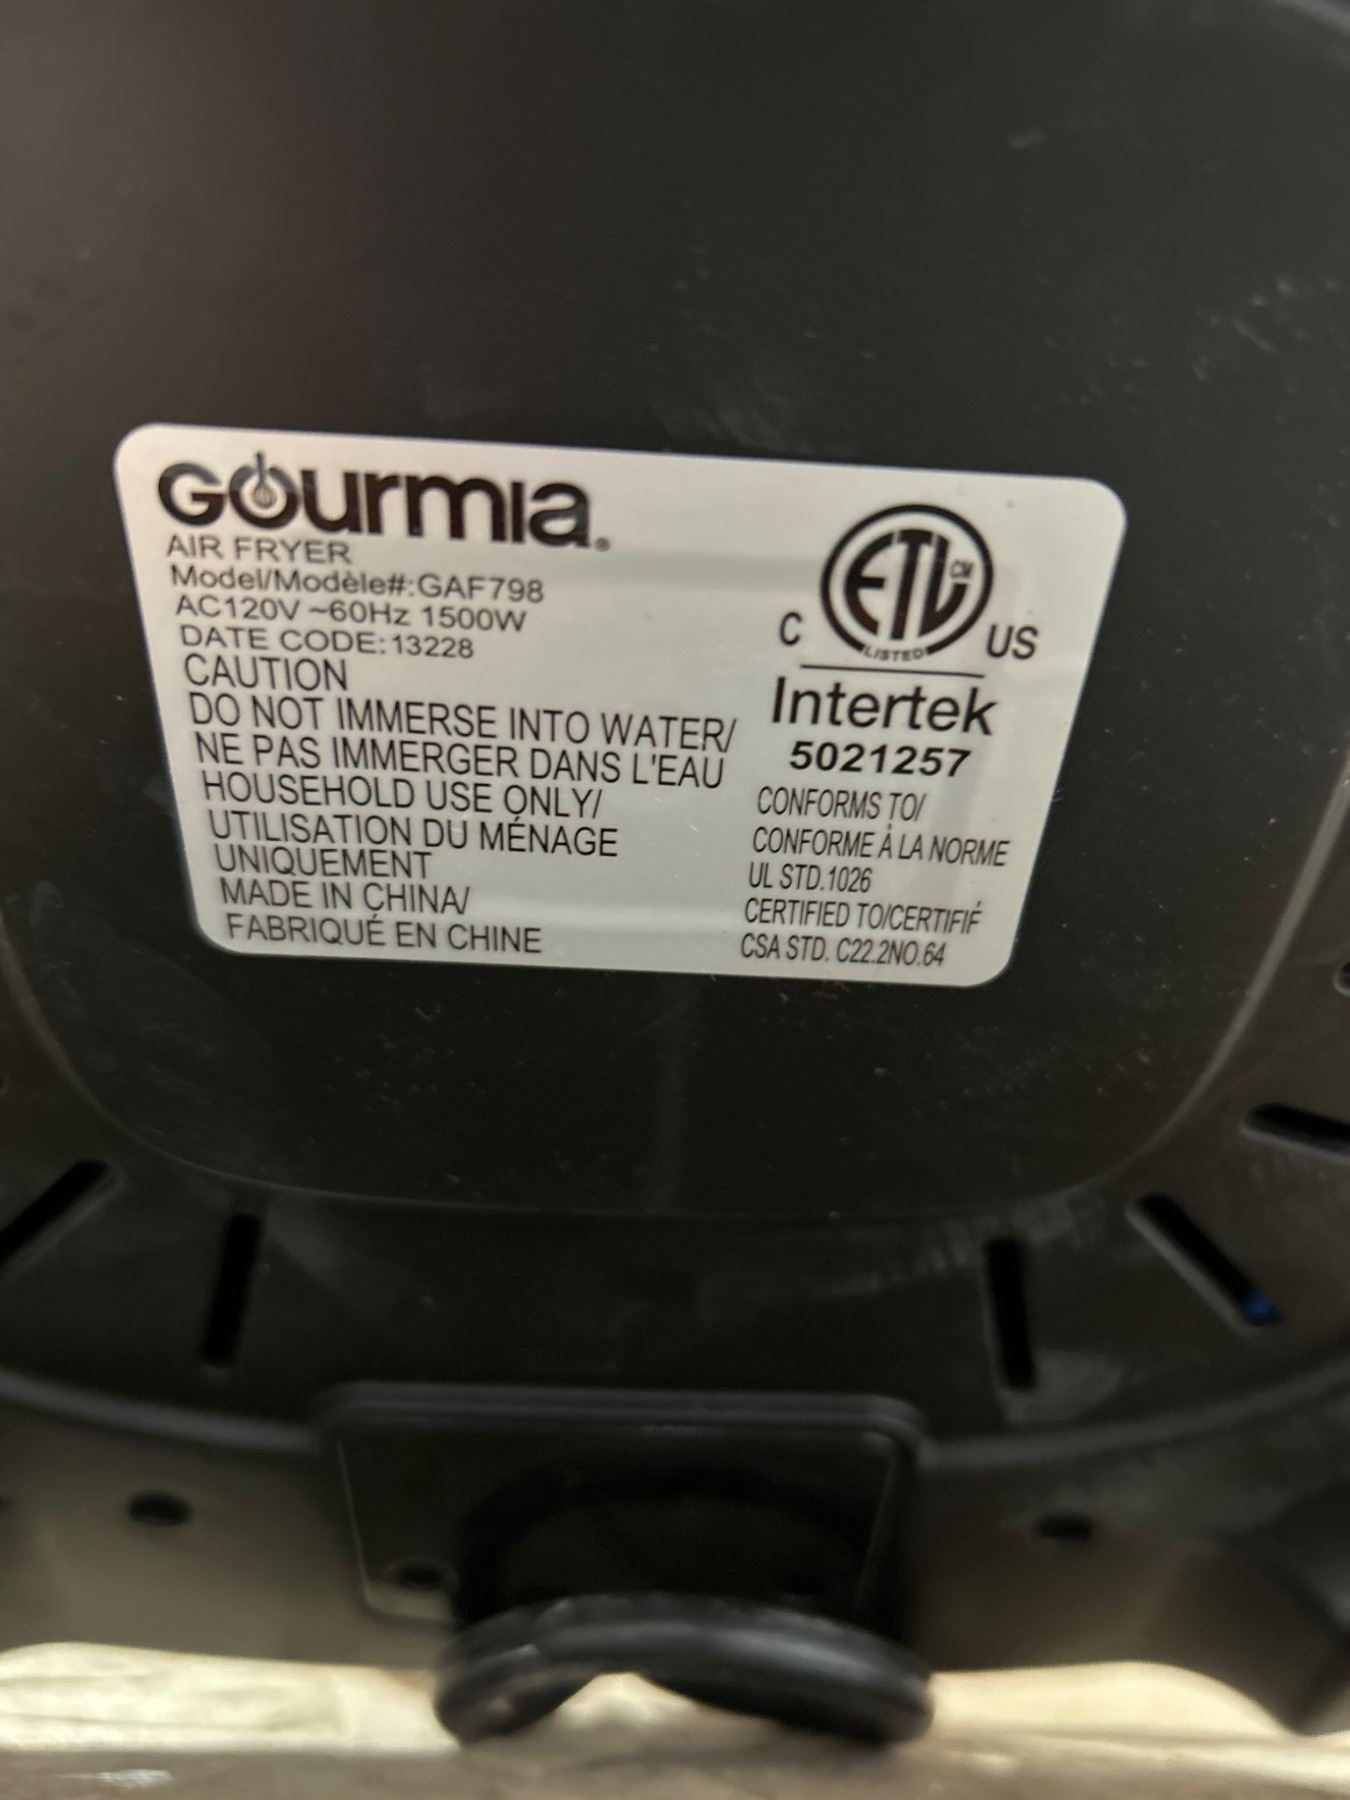 Gourmia®
AIR FRYER
Model/Modèle#:GAF798
AC120V ~60Hz 1500W
DATE CODE:13228
CAUTION
DO NOT IMMERSE INTO WATER/
NE PAS IMMERGER DANS L'EAU
HOUSEHOLD USE ONLY/
UTILISATION DU MÉNAGE
UNIQUEMENT
MADE IN CHINA/
FABRIQUÉ EN CHINE
ETL CM
C LISTED US
Intertek
5021257
CONFORMS TO/
CONFORME À LA NORME
UL STD.1026
CERTIFIED TO/CERTIFIÉ
CSA STD. C22.2NO.64